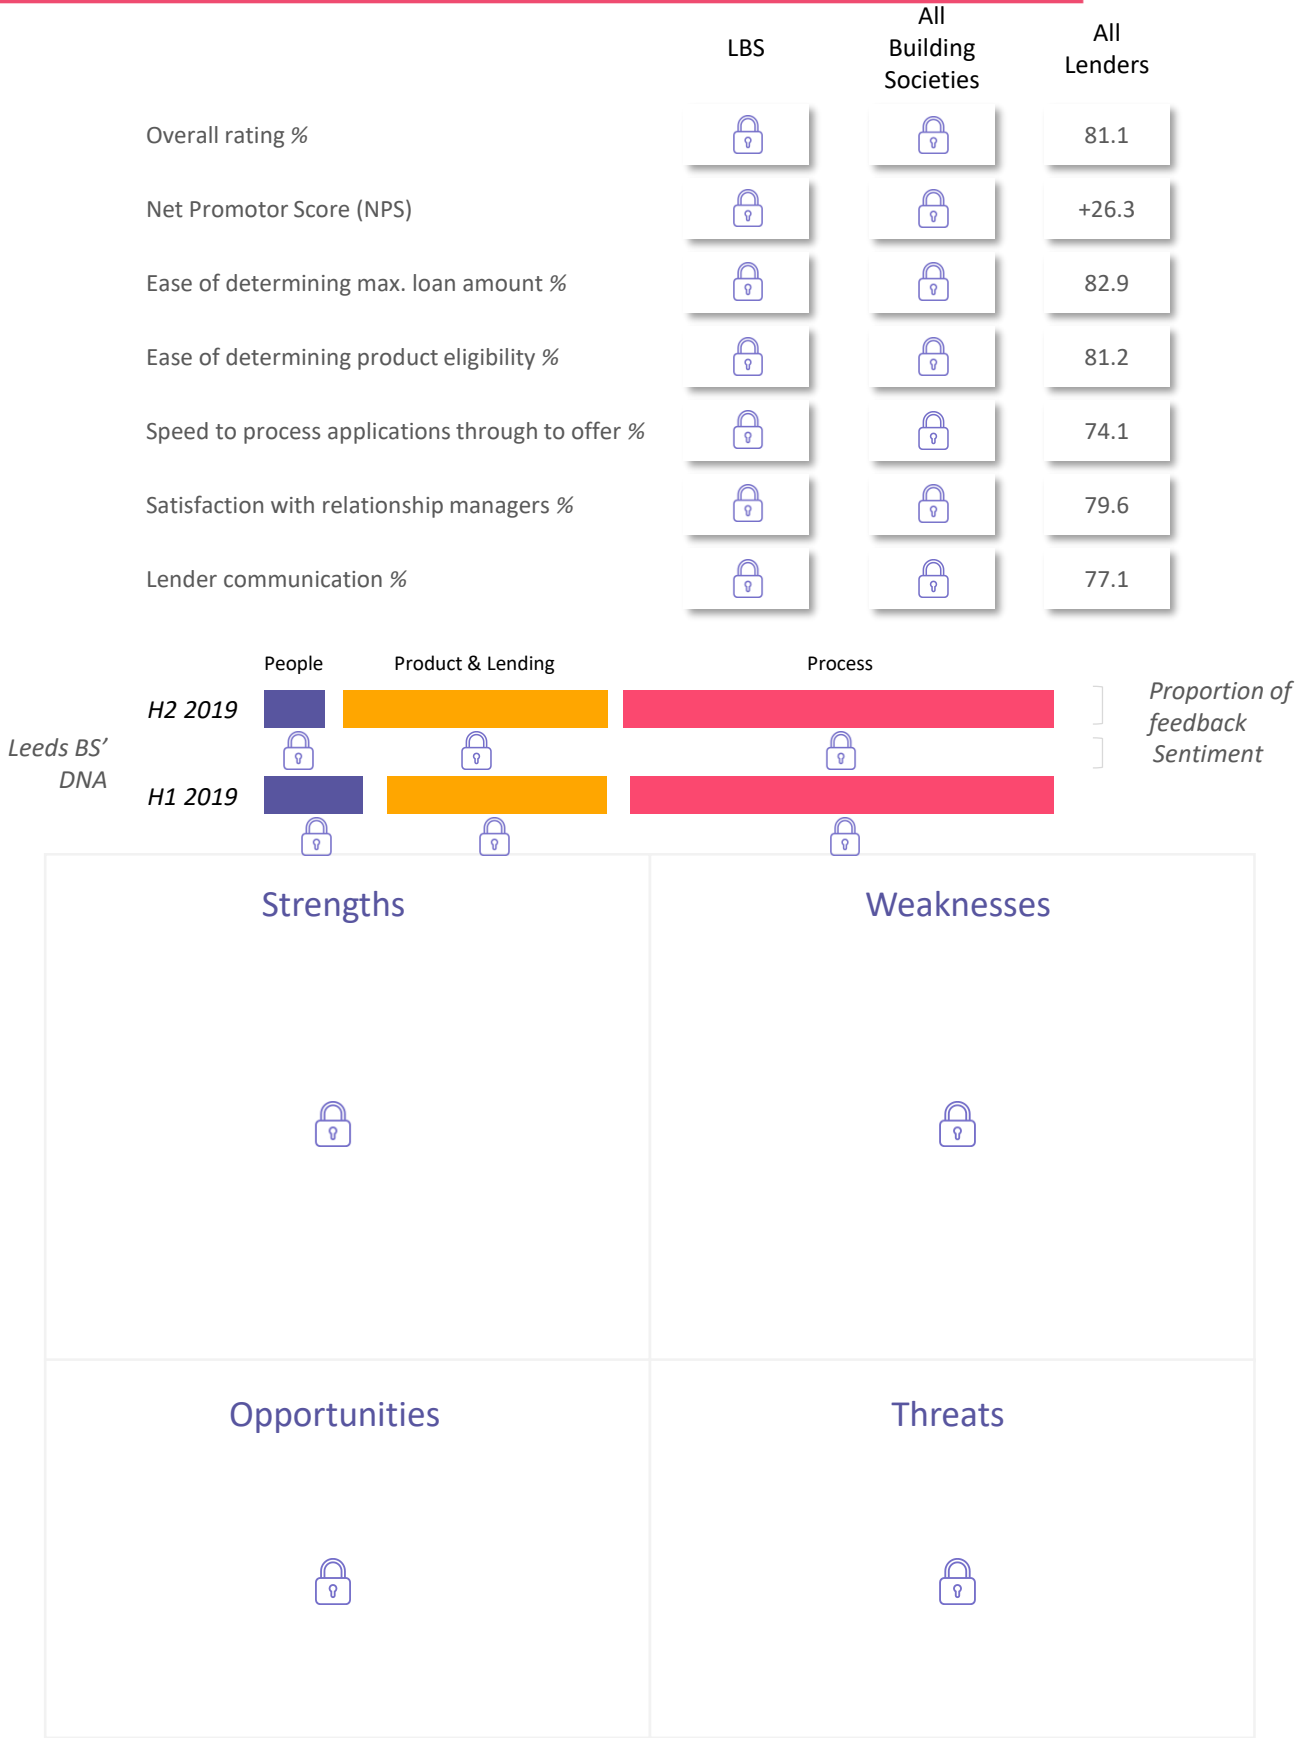 LBS
All
Building
Societies
All
Lenders
Overall rating %
81.1
Net Promotor Score (NPS)
+26.3
Ease of determining max. loan amount %
82.9
Ease of determining product eligibility %
81.2
Speed to process applications through to offer %
74.1
Satisfaction with relationship managers %
79.6
Lender communication %
77.1
People
Product & Lending
Process
H2 2019
Proportion of
feedback
Sentiment
Leeds BS’
DNA
H1 2019
Strengths
Weaknesses
Opportunities
Threats